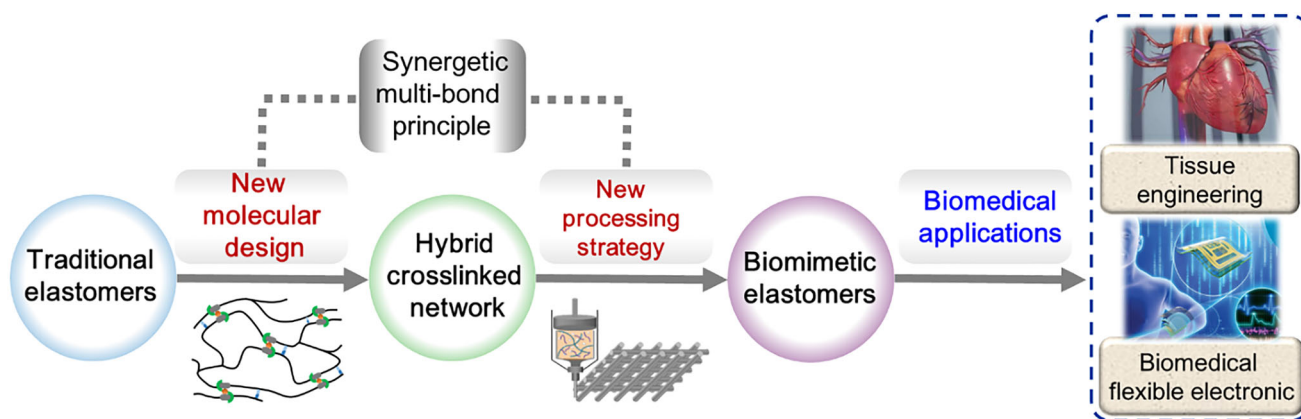 Synergetic
multi-bond
principle
Traditional
elastomers
New
molecular
design
Hybrid
crosslinked
network
New
processing
strategy
Biomimetic
elastomers
Biomedical
applications
Tissue
engineering
Biomedical
flexible electronic